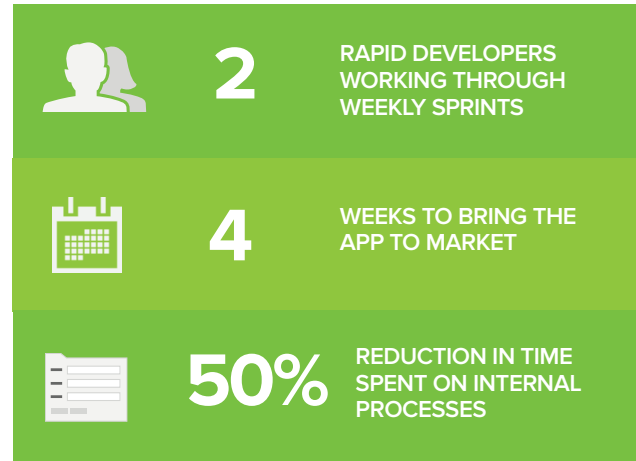 2
RAPID DEVELOPERS
WORKING THROUGH
WEEKLY SPRINTS
4
WEEKS TO BRING THE
APP TO MARKET
50%
REDUCTION IN TIME
SPENT ON INTERNAL
PROCESSES